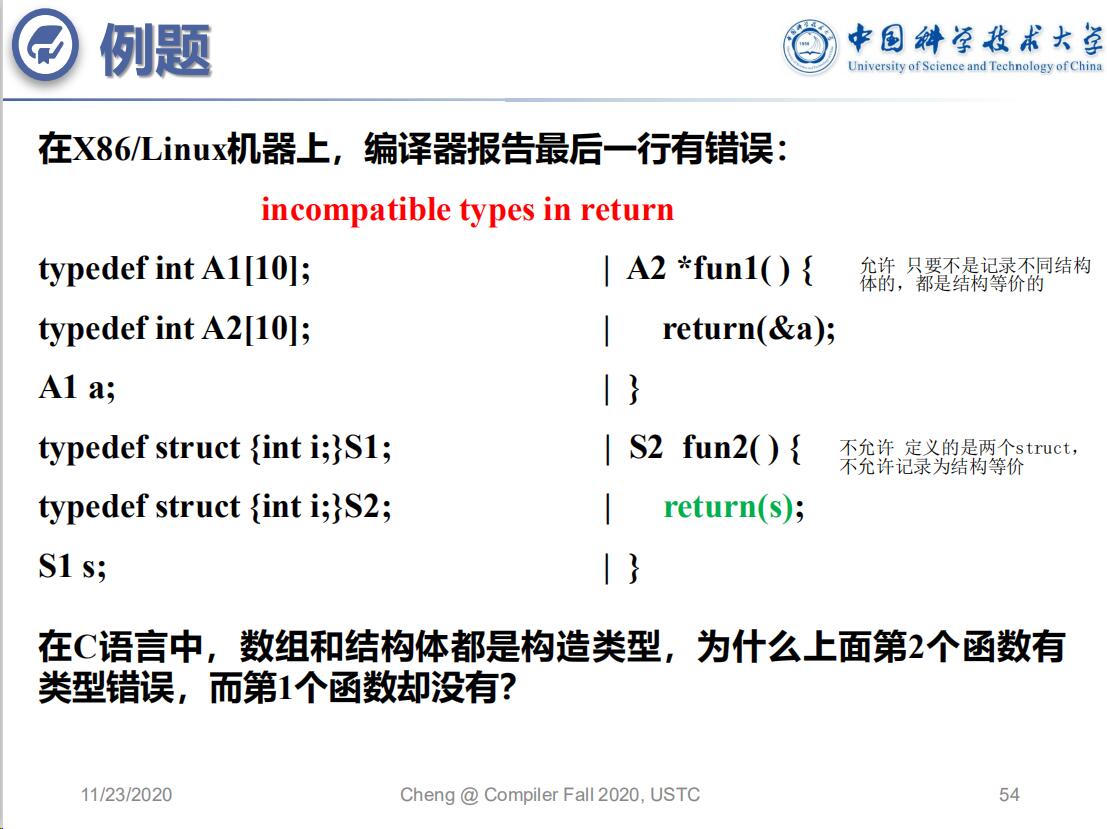 例题
中国科学技术大学
University of Science and Technology of China
在X86/Linux机器上，编译器报告最后一行有错误：
incompatible types in return
typedef int A1[10]; | A2 *fun1( ) { 允许 只要不是记录不同结构
体的，都是结构等价的
typedef int A2[10]; | return(&a);
A1 a; | }
typedef struct {int i;}S1; | S2 fun2( ) { 不允许 定义的是两个struct，
不允许记录为结构等价
typedef struct {int i;}S2; | return(s);
S1 s; | }
在C语言中，数组和结构体都是构造类型，为什么上面第2个函数有
类型错误，而第1个函数却没有？
11/23/2020 Cheng @ Compiler Fall 2020, USTC 54